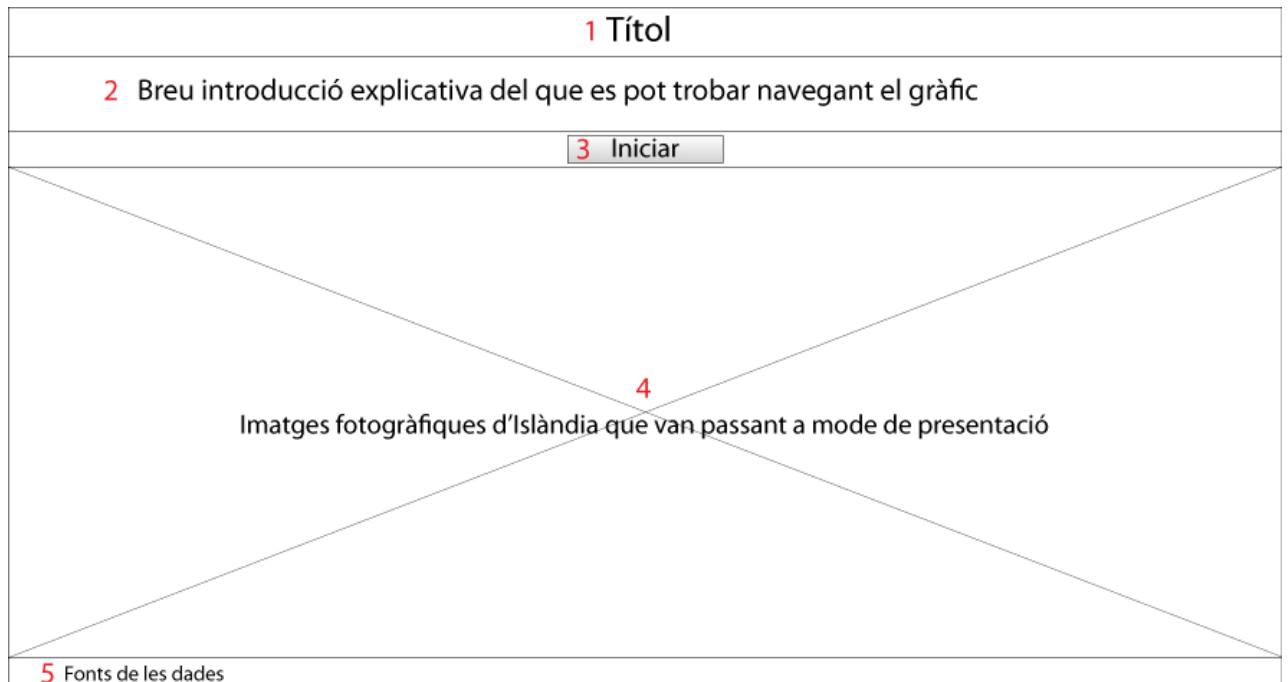 1 Títol
2 Breu introducció explicativa del que es pot trobar navegant el gràfic
3 Iniciar
4
Imatges fotogràfiques d’Islàndia que van passant a mode de presentació
5 Fonts de les dades